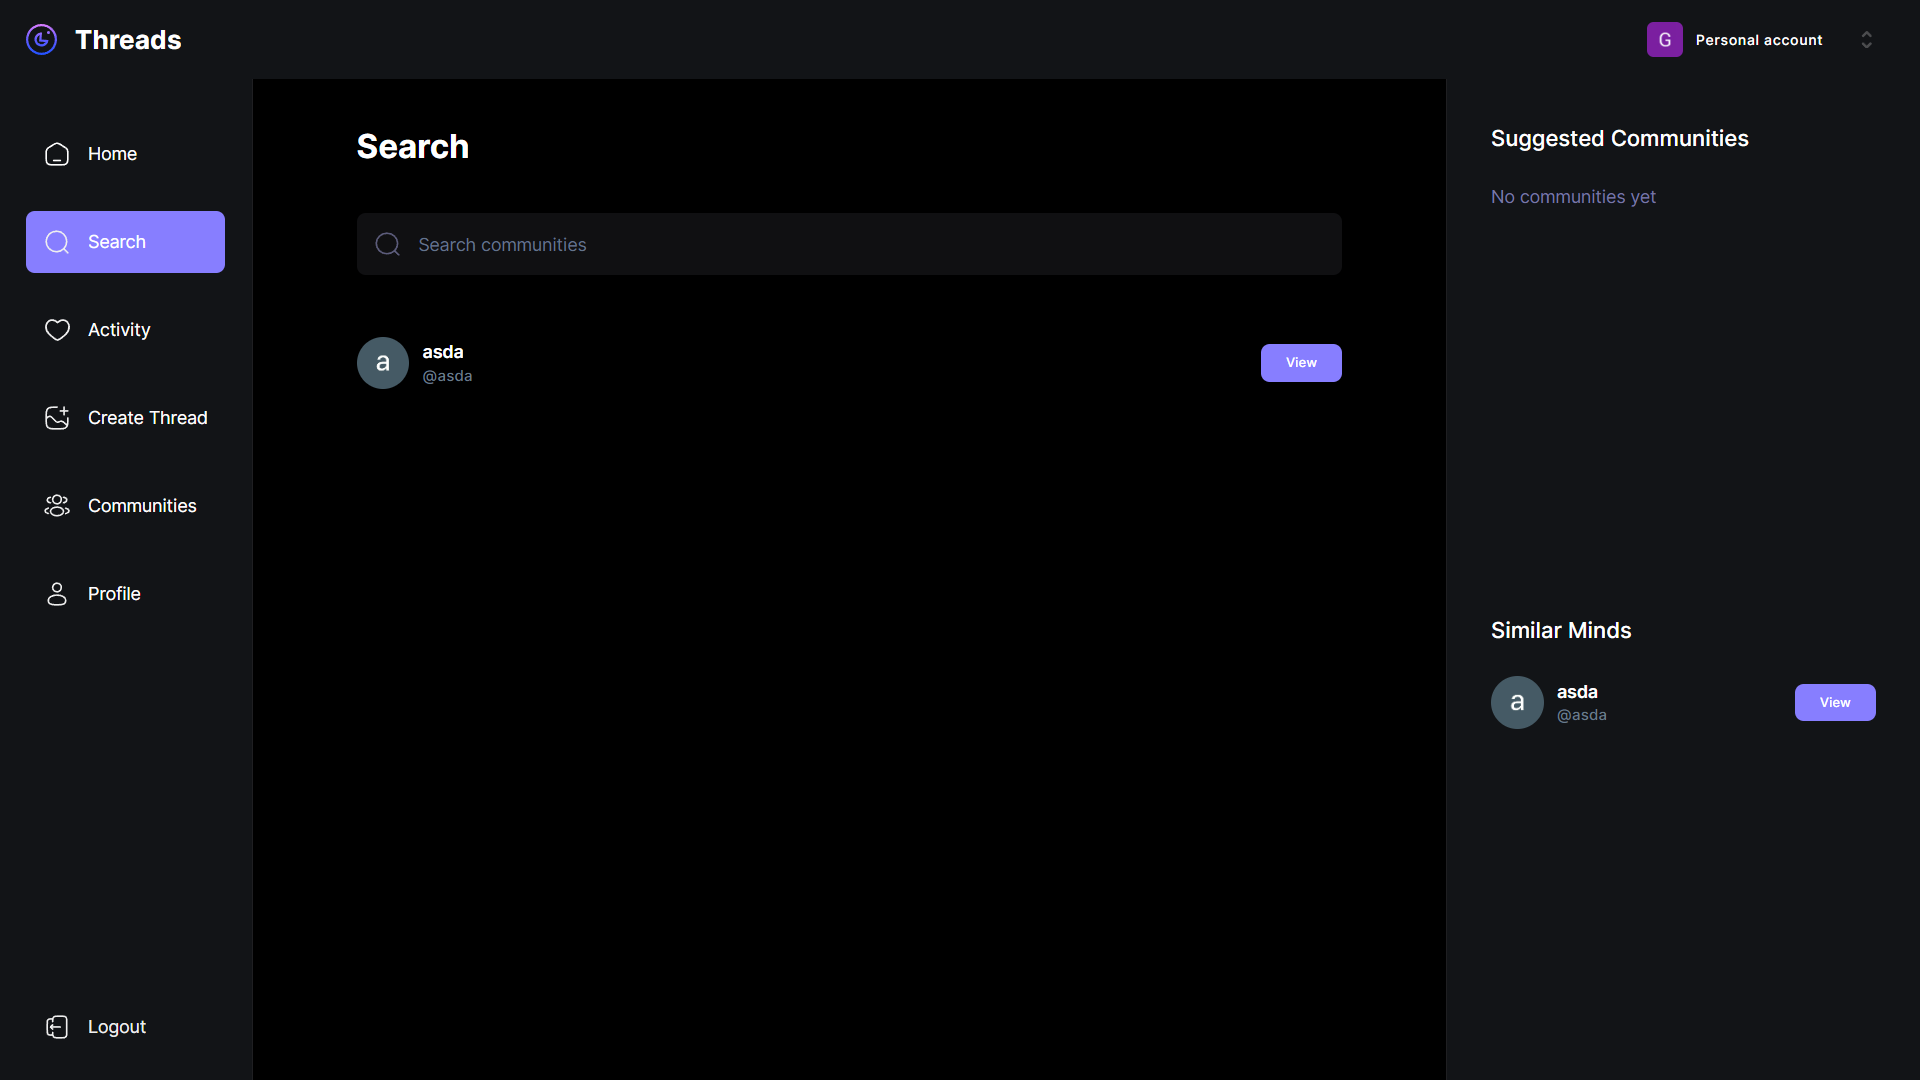 Threads
G
Personal account
Home
Search
Activity
Create Thread
Communities
Profile
Logout
Search
Search communities
a
asda
@asda
View
Suggested Communities
No communities yet
Similar Minds
a
asda
@asda
View